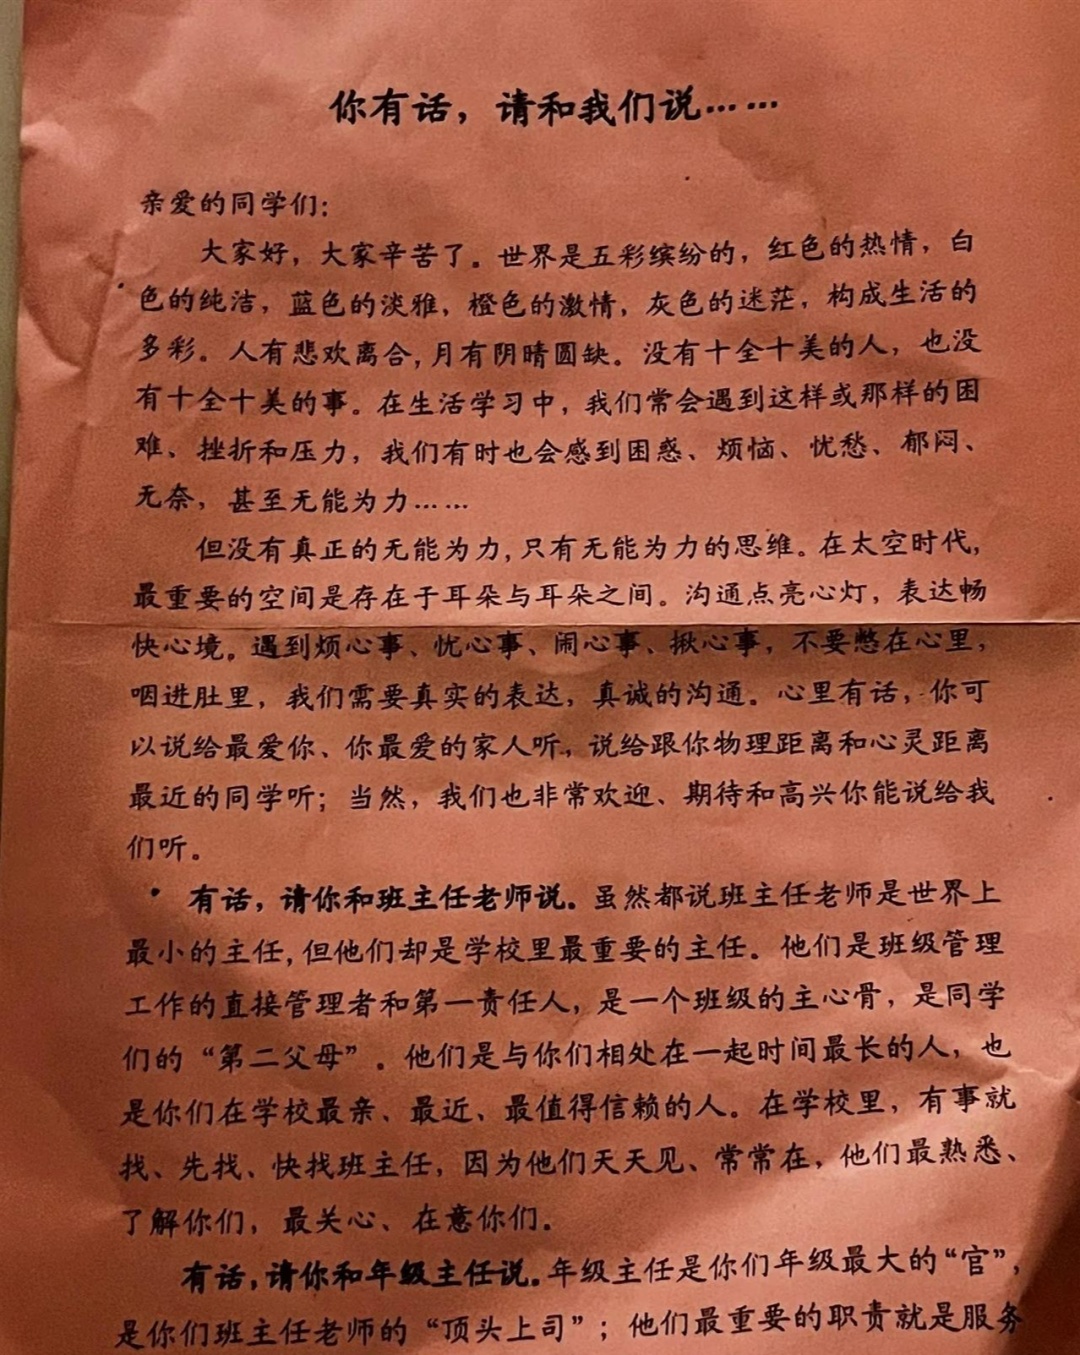 你有话，请和我们说……
亲爱的同学们：
大家好，大家辛苦了。世界是五彩缤纷的，红色的热情，白
色的纯洁，蓝色的淡雅，橙色的激情，灰色的迷茫，构成生活的
多彩。人有悲欢离合，月有阴晴圆缺。没有十全十美的人，也没
有十全十美的事。在生活学习中，我们常会遇到这样或那样的困
难、挫折和压力，我们有时也会感到困惑、烦恼、忧愁、郁闷、
无奈，甚至无能为力……
但没有真正的无能为力，只有无能为力的思维。在太空时代，
最重要的空间是存在于耳朵与耳朵之间。沟通点亮心灯，表达畅
快心境。遇到烦心事、忧心事、闹心事、揪心事，不要憋在心里，
咽进肚里，我们需要真实的表达，真诚的沟通。心里有话，你可
以说给最爱你、你最爱的家人听，说给跟你物理距离和心灵距离
最近的同学听；当然，我们也非常欢迎、期待和高兴你能说给我
们听。
有话，请你和班主任老师说。虽然都说班主任老师是世界上
最小的主任，但他们却是学校里最重要的主任。他们是班级管理
工作的直接管理者和第一责任人，是一个班级的主心骨，是同学
们的“第二父母”。他们是与你们相处在一起时间最长的人，也
是你们在学校最亲、最近、最值得信赖的人。在学校里，有事就
找、先找、快找班主任，因为他们天天见、常常在，他们最熟悉、
了解你们，最关心、在意你们。
有话，请你和年级主任说。年级主任是你们年级最大的“官”，
是你们班主任老师的“顶头上司”；他们最重要的职责就是服务